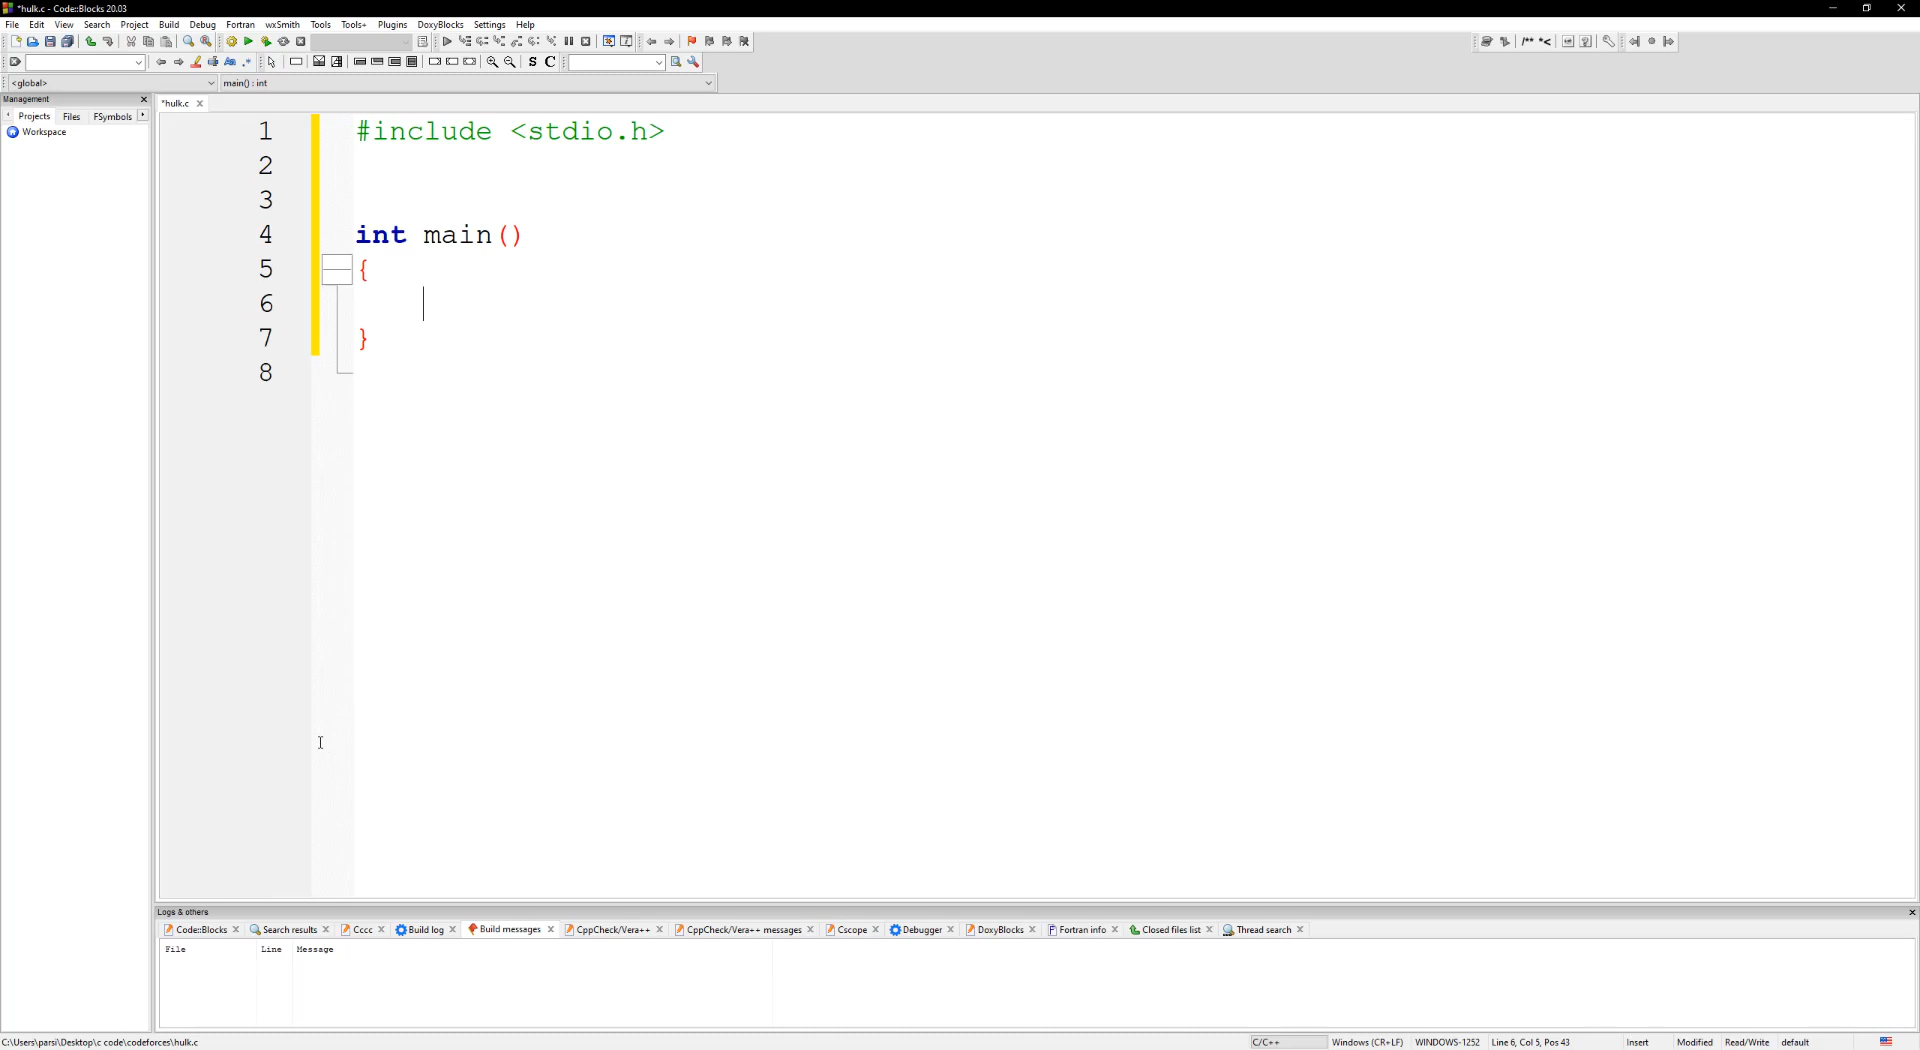 *hulk.c - Code::Blocks 20.03
File Edit View Search Project Build Debug Fortran wxSmith Tools Tools+ Plugins DoxyBlocks Settings Help
/** *<
S C
<global> main() : int
Management
*hulk.c
Projects Files FSymbols
Workspace
1 #include <stdio.h>
2
3
4 int main()
5 {
6
7 }
8
Logs & others
Code::Blocks Search results Cccc Build log Build messages CppCheck/Vera++ CppCheck/Vera++ messages Cscope Debugger DoxyBlocks Fortran info Closed files list Thread search
File Line Message
C:\Users\parsi\Desktop\c code\codeforces\hulk.c C/C++ Windows (CR+LF) WINDOWS-1252 Line 6, Col 5, Pos 43 Insert Modified Read/Write default